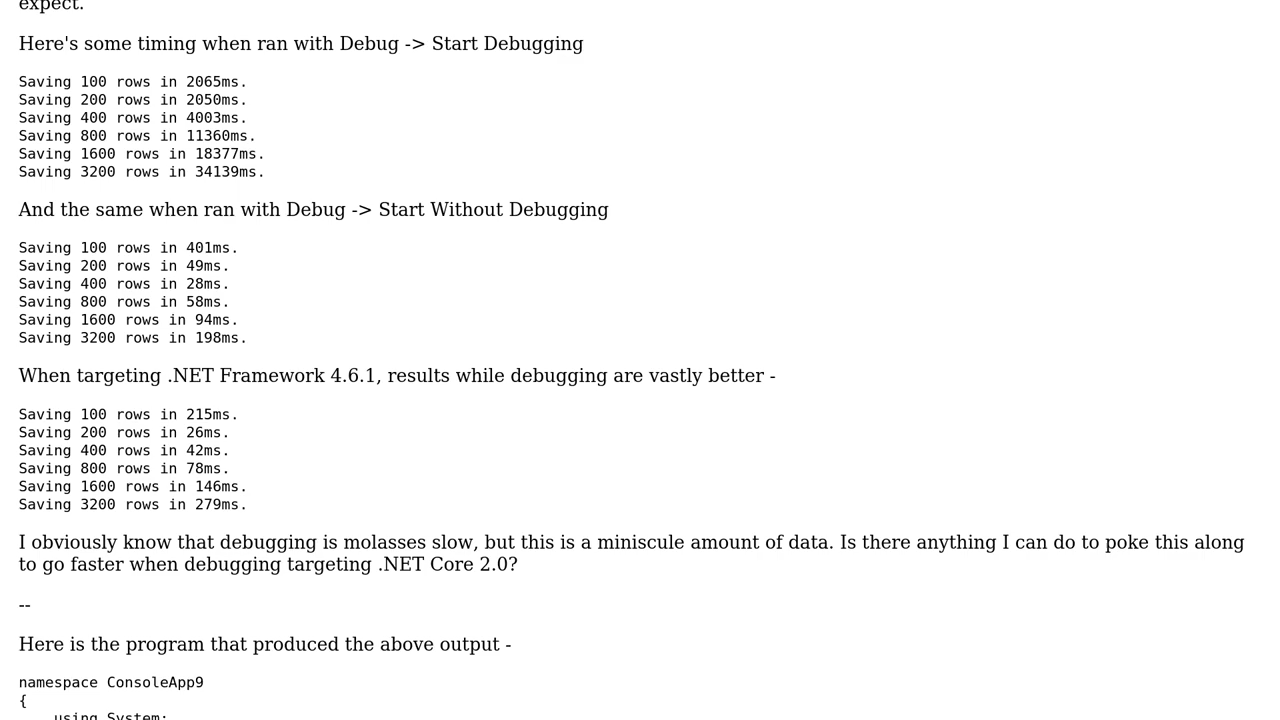 expect.
Here's some timing when ran with Debug -> Start Debugging
Saving 100 rows in 2065ms.
Saving 200 rows in 2050ms.
Saving 400 rows in 4003ms.
Saving 800 rows in 11360ms.
Saving 1600 rows in 18377ms.
Saving 3200 rows in 34139ms.
And the same when ran with Debug -> Start Without Debugging
Saving 100 rows in 401ms.
Saving 200 rows in 49ms.
Saving 400 rows in 28ms.
Saving 800 rows in 58ms.
Saving 1600 rows in 94ms.
Saving 3200 rows in 198ms.
When targeting .NET Framework 4.6.1, results while debugging are vastly better -
Saving 100 rows in 215ms.
Saving 200 rows in 26ms.
Saving 400 rows in 42ms.
Saving 800 rows in 78ms.
Saving 1600 rows in 146ms.
Saving 3200 rows in 279ms.
I obviously know that debugging is molasses slow, but this is a miniscule amount of data. Is there anything I can do to poke this along
to go faster when debugging targeting .NET Core 2.0?
--
Here is the program that produced the above output -
namespace ConsoleApp9
{
    using System;